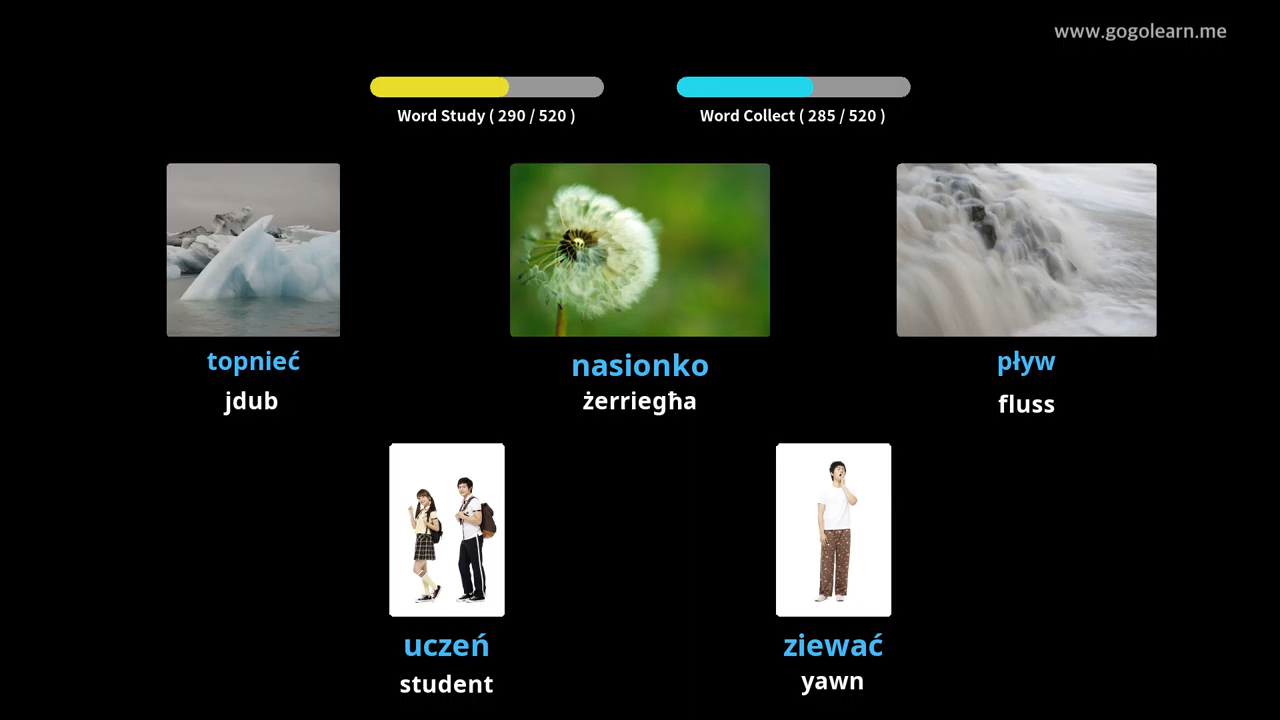 www.gogolearn.me
Word Study ( 290 / 520 )
Word Collect ( 285 / 520 )
topnieć
jdub
nasionko
żerriegħa
pływ
fluss
uczeń
student
ziewać
yawn